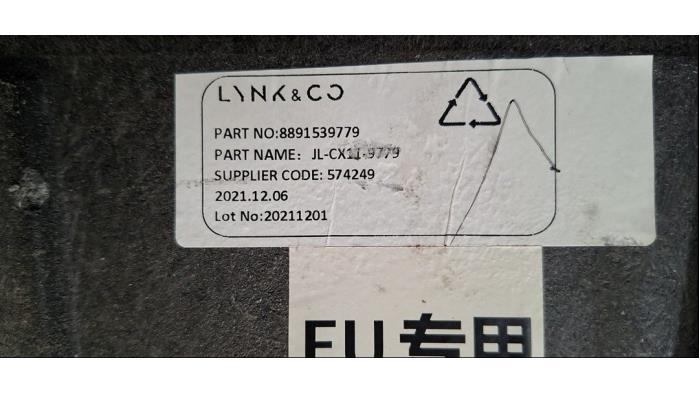 LYNK&CO
PART NO:8891539779
PART NAME: JL-CX11-9779
SUPPLIER CODE: 574249
2021.12.06
Lot No:20211201
EU专用